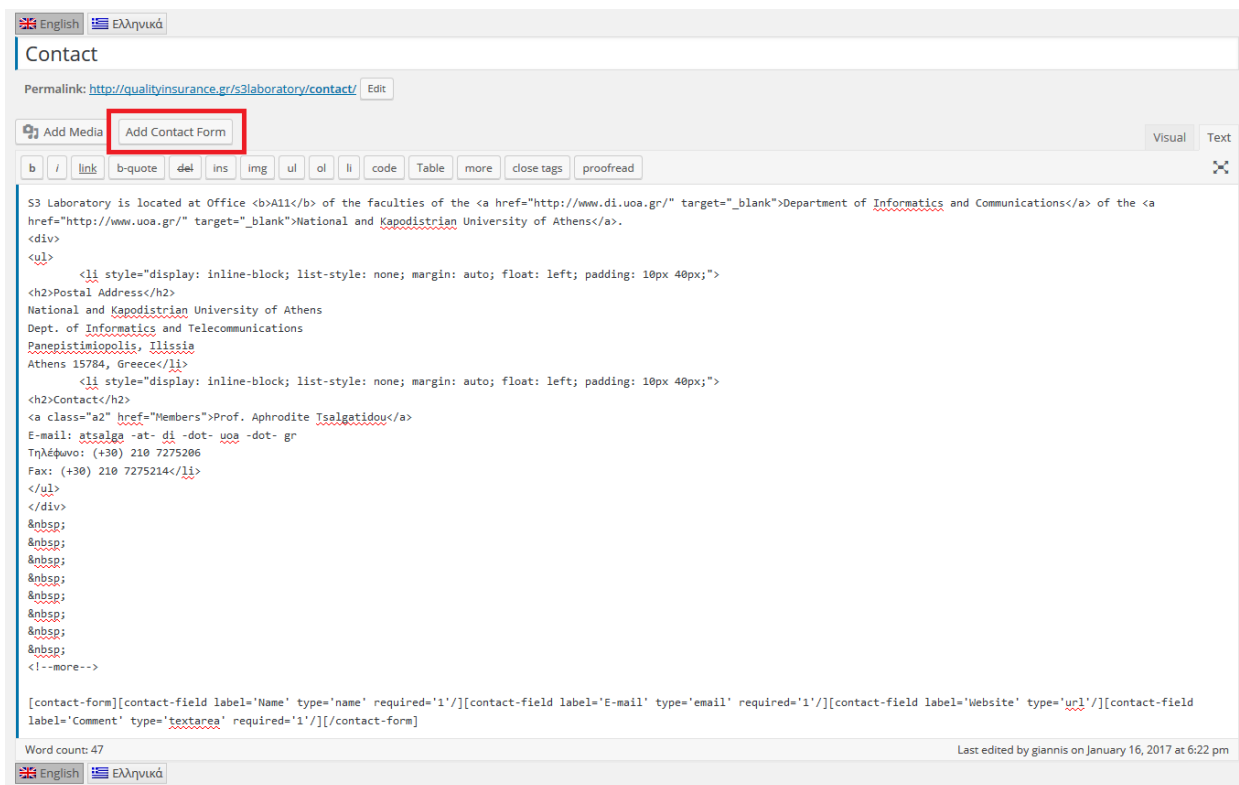 English Ελληνικά
Contact
Permalink: http://qualityinsurance.gr/s3laboratory/contact/ Edit
Add Media Add Contact Form Visual Text
b i link b-quote del ins img ul ol li code Table more close tags proofread
S3 Laboratory is located at Office <b>A11</b> of the faculties of the <a href="http://www.di.uoa.gr/" target="_blank">Department of Informatics and Communications</a> of the <a
href="http://www.uoa.gr/" target="_blank">National and Kapodistrian University of Athens</a>.
<div>
<ul>
<li style="display: inline-block; list-style: none; margin: auto; float: left; padding: 10px 40px;">
<h2>Postal Address</h2>
National and Kapodistrian University of Athens
Dept. of Informatics and Telecommunications
Panepistimiopolis, Ilissia
Athens 15784, Greece</li>
<li style="display: inline-block; list-style: none; margin: auto; float: left; padding: 10px 40px;">
<h2>Contact</h2>
<a class="a2" href="Members">Prof. Aphrodite Tsalgatidou</a>
E-mail: atsalga -at- di -dot- uoa -dot- gr
Τηλέφωνο: (+30) 210 7275206
Fax: (+30) 210 7275214</li>
</ul>
</div>
&nbsp;
&nbsp;
&nbsp;
&nbsp;
&nbsp;
&nbsp;
&nbsp;
&nbsp;
<!--more-->
[contact-form][contact-field label='Name' type='name' required='1'/][contact-field label='E-mail' type='email' required='1'/][contact-field label='Website' type='url'/][contact-field
label='Comment' type='textarea' required='1'/][/contact-form]
Word count: 47 Last edited by giannis on January 16, 2017 at 6:22 pm
English Ελληνικά